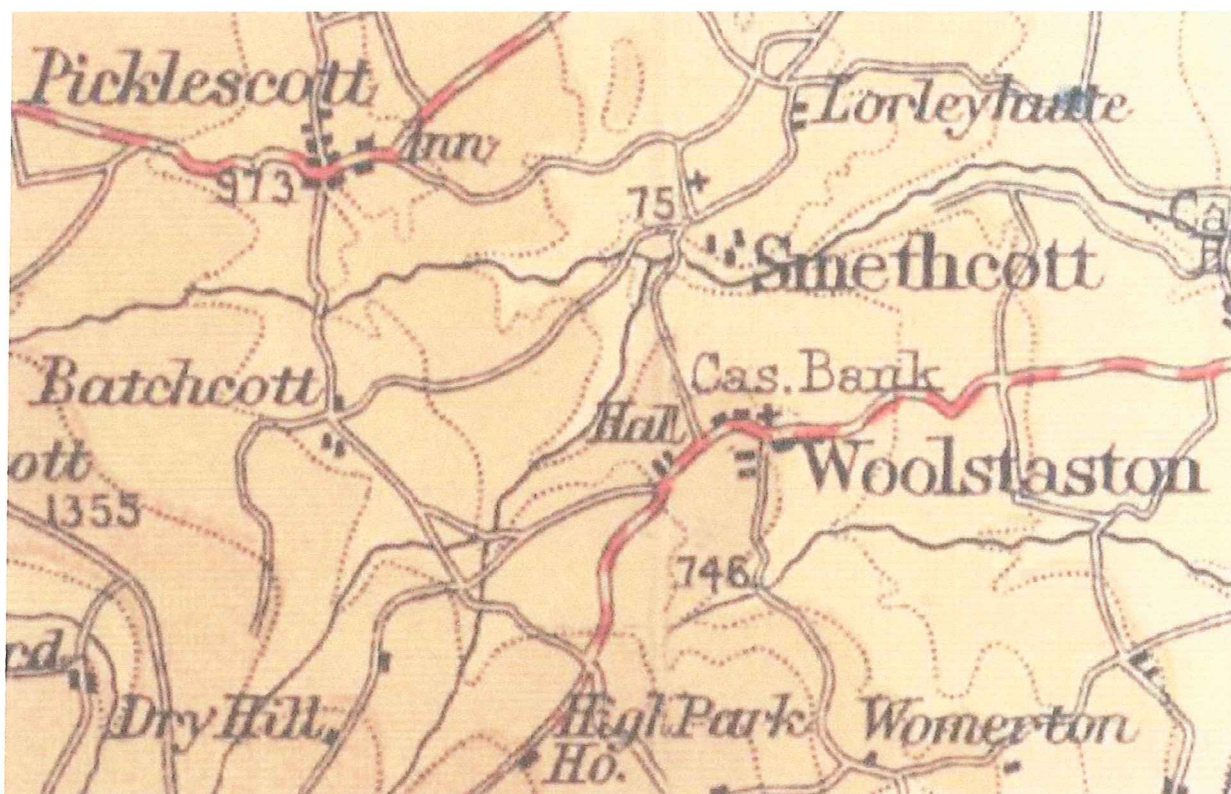 Picklescott
Inn
973
Lorleyhutte
75
Smethcott
Batchcott
Cas. Bank
Hall
Woolstaston
ott
1355
746
Dry Hill
High Park
Ho.
Womerton